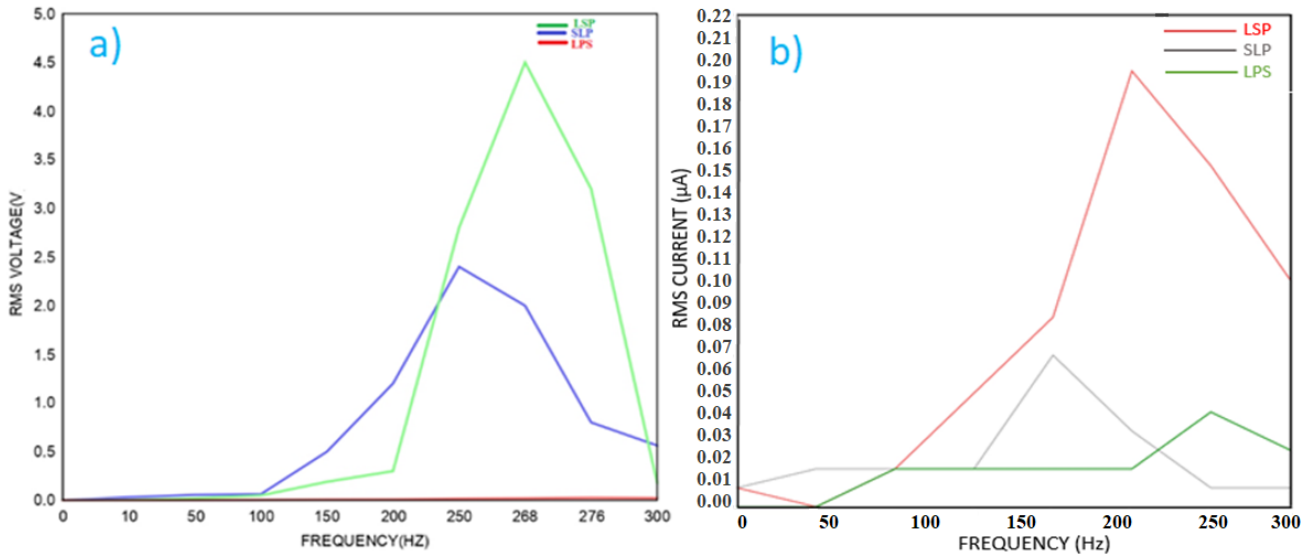 a)
LSP
SLP
LPS
5.0
4.5
4.0
3.5
3.0
2.5
2.0
1.5
1.0
0.5
0.0
RMS VOLTAGE(V
0 10 50 100 150 200 250 268 276 300
FREQUENCY(HZ)
b)
LSP
SLP
LPS
0.22
0.21
0.20
0.19
0.18
0.17
0.16
0.15
0.14
0.13
0.12
0.11
0.10
0.09
0.08
0.07
0.06
0.05
0.04
0.03
0.02
0.01
0.00
RMS CURRENT (μA)
0 50 100 150 200 250 300
FREQUENCY (Hz)